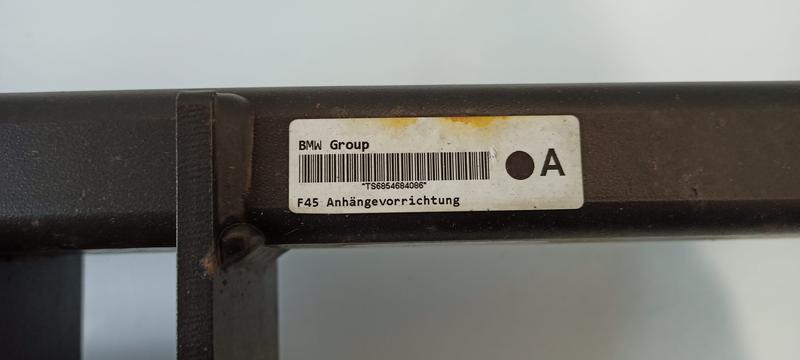 BMW Group
"TS6854684086"
F45 Anhängevorrichtung
A